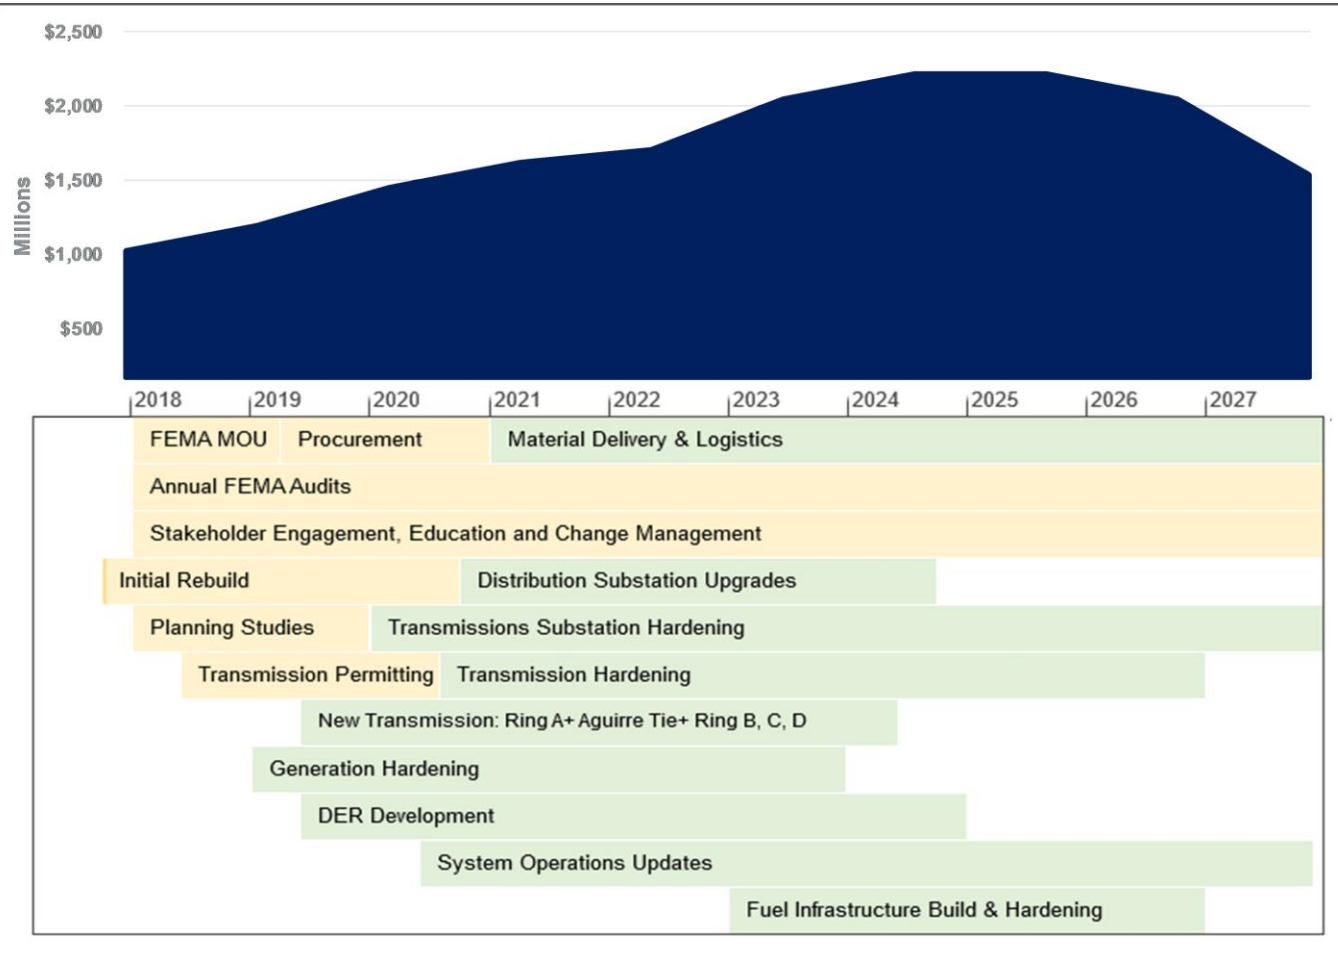 $2,500
$2,000
$1,500
$1,000
$500
Millions
2018 2019 2020 2021 2022 2023 2024 2025 2026 2027
FEMA MOU Procurement Material Delivery & Logistics
Annual FEMA Audits
Stakeholder Engagement, Education and Change Management
Initial Rebuild Distribution Substation Upgrades
Planning Studies Transmissions Substation Hardening
Transmission Permitting Transmission Hardening
New Transmission: Ring A+ Aguirre Tie+ Ring B, C, D
Generation Hardening
DER Development
System Operations Updates
Fuel Infrastructure Build & Hardening